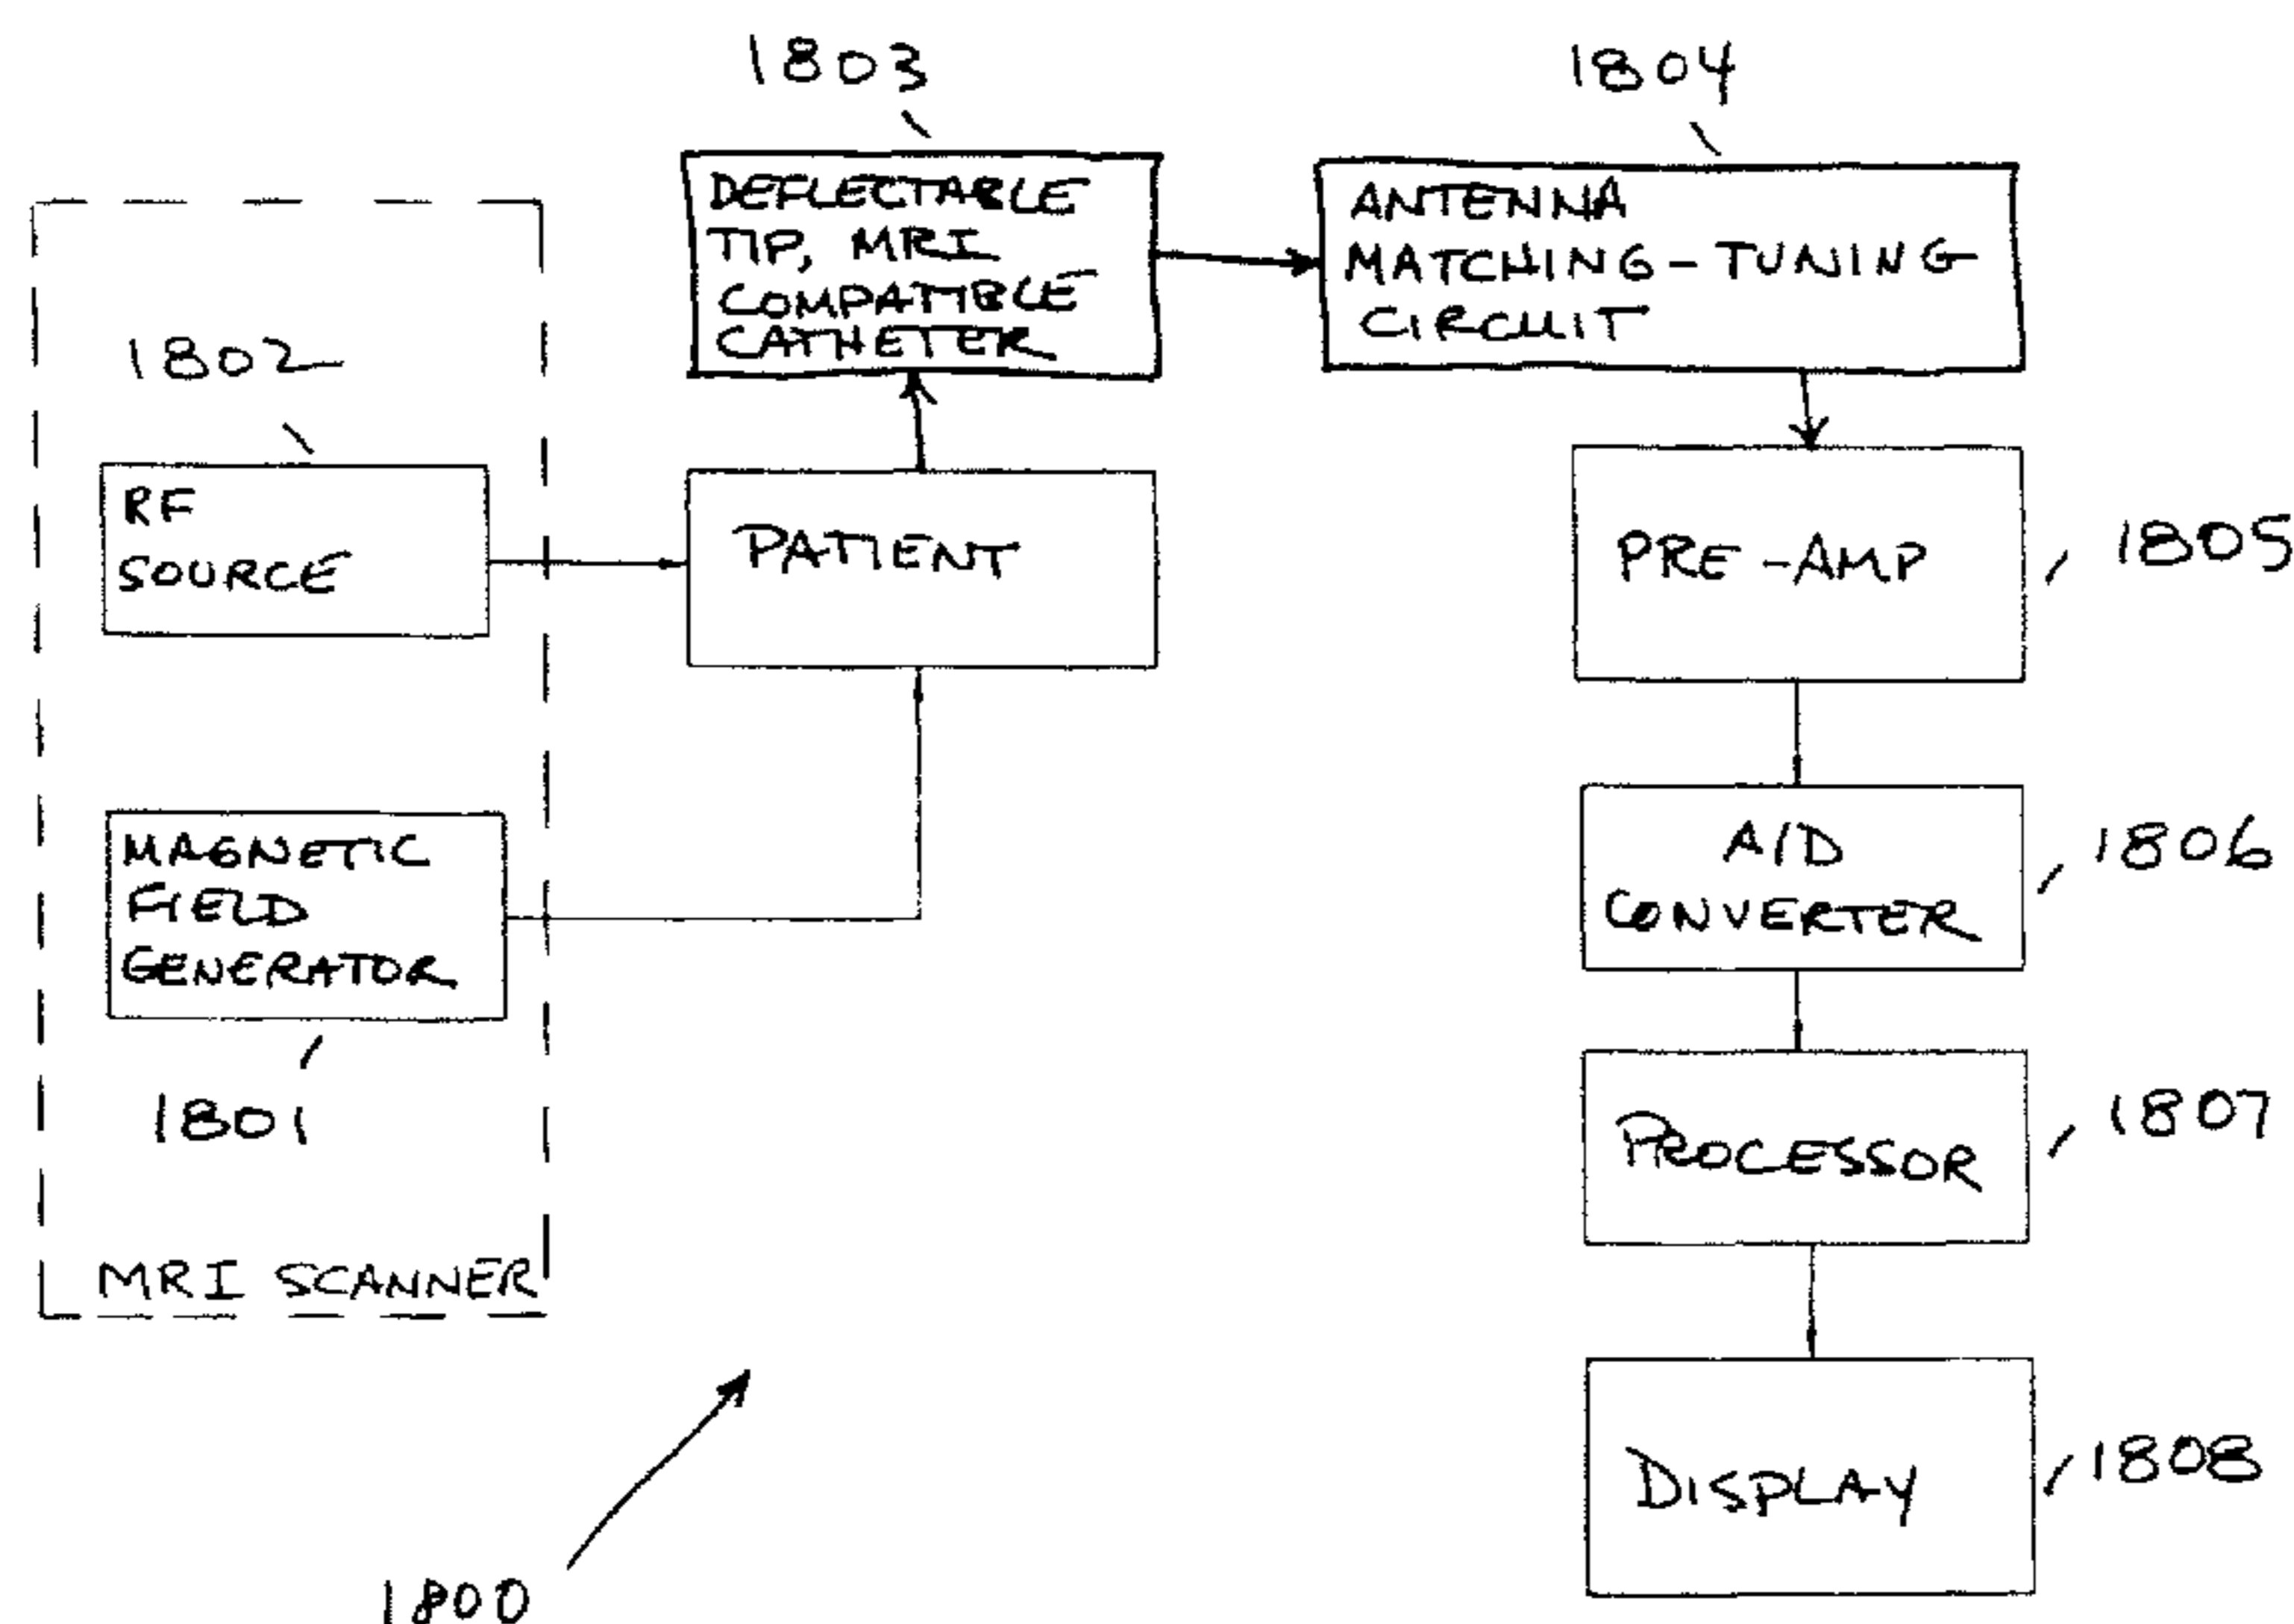 1803
1804
DEFLECTABLE
TIP, MRI
COMPATIBLE
CATHETER
ANTENNA
MATCHING-TUNING
CIRCUIT
1802
RF
SOURCE
PATIENT
PRE-AMP
1805
MAGNETIC
FIELD
GENERATOR
1801
A/D
CONVERTER
1806
PROCESSOR
1807
MRI SCANNER
DISPLAY
1808
1800